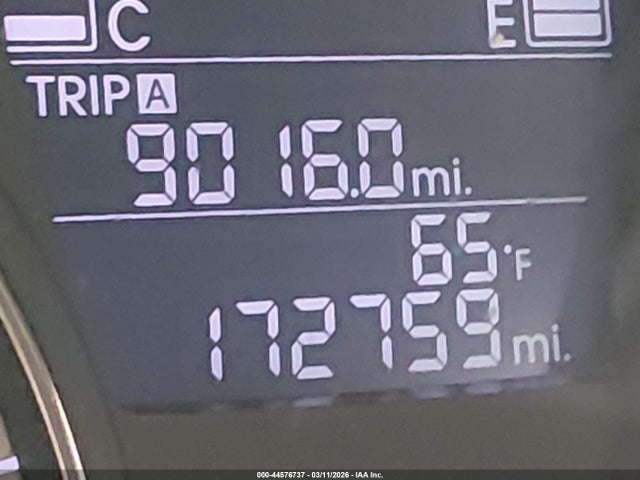 C E
TRIP A
9016.0 mi.
65°F
172759 mi.
000-44576737 - 03/11/2026 - IAA Inc.